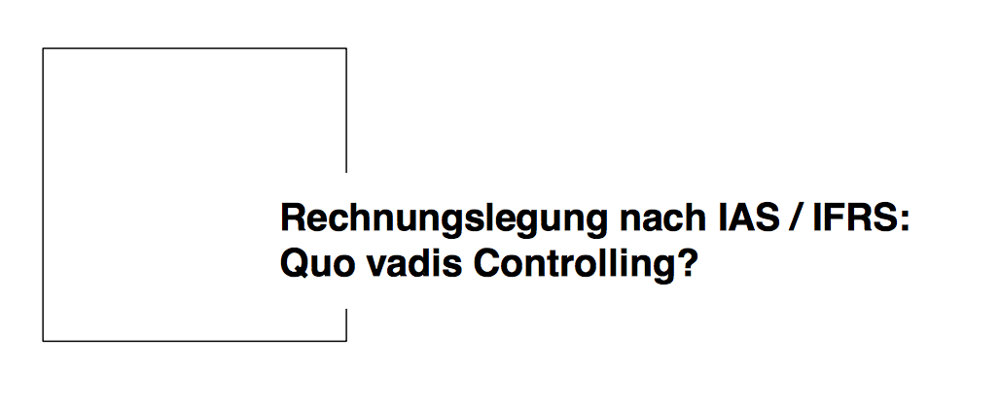 Rechnungslegung nach IAS / IFRS:
Quo vadis Controlling?